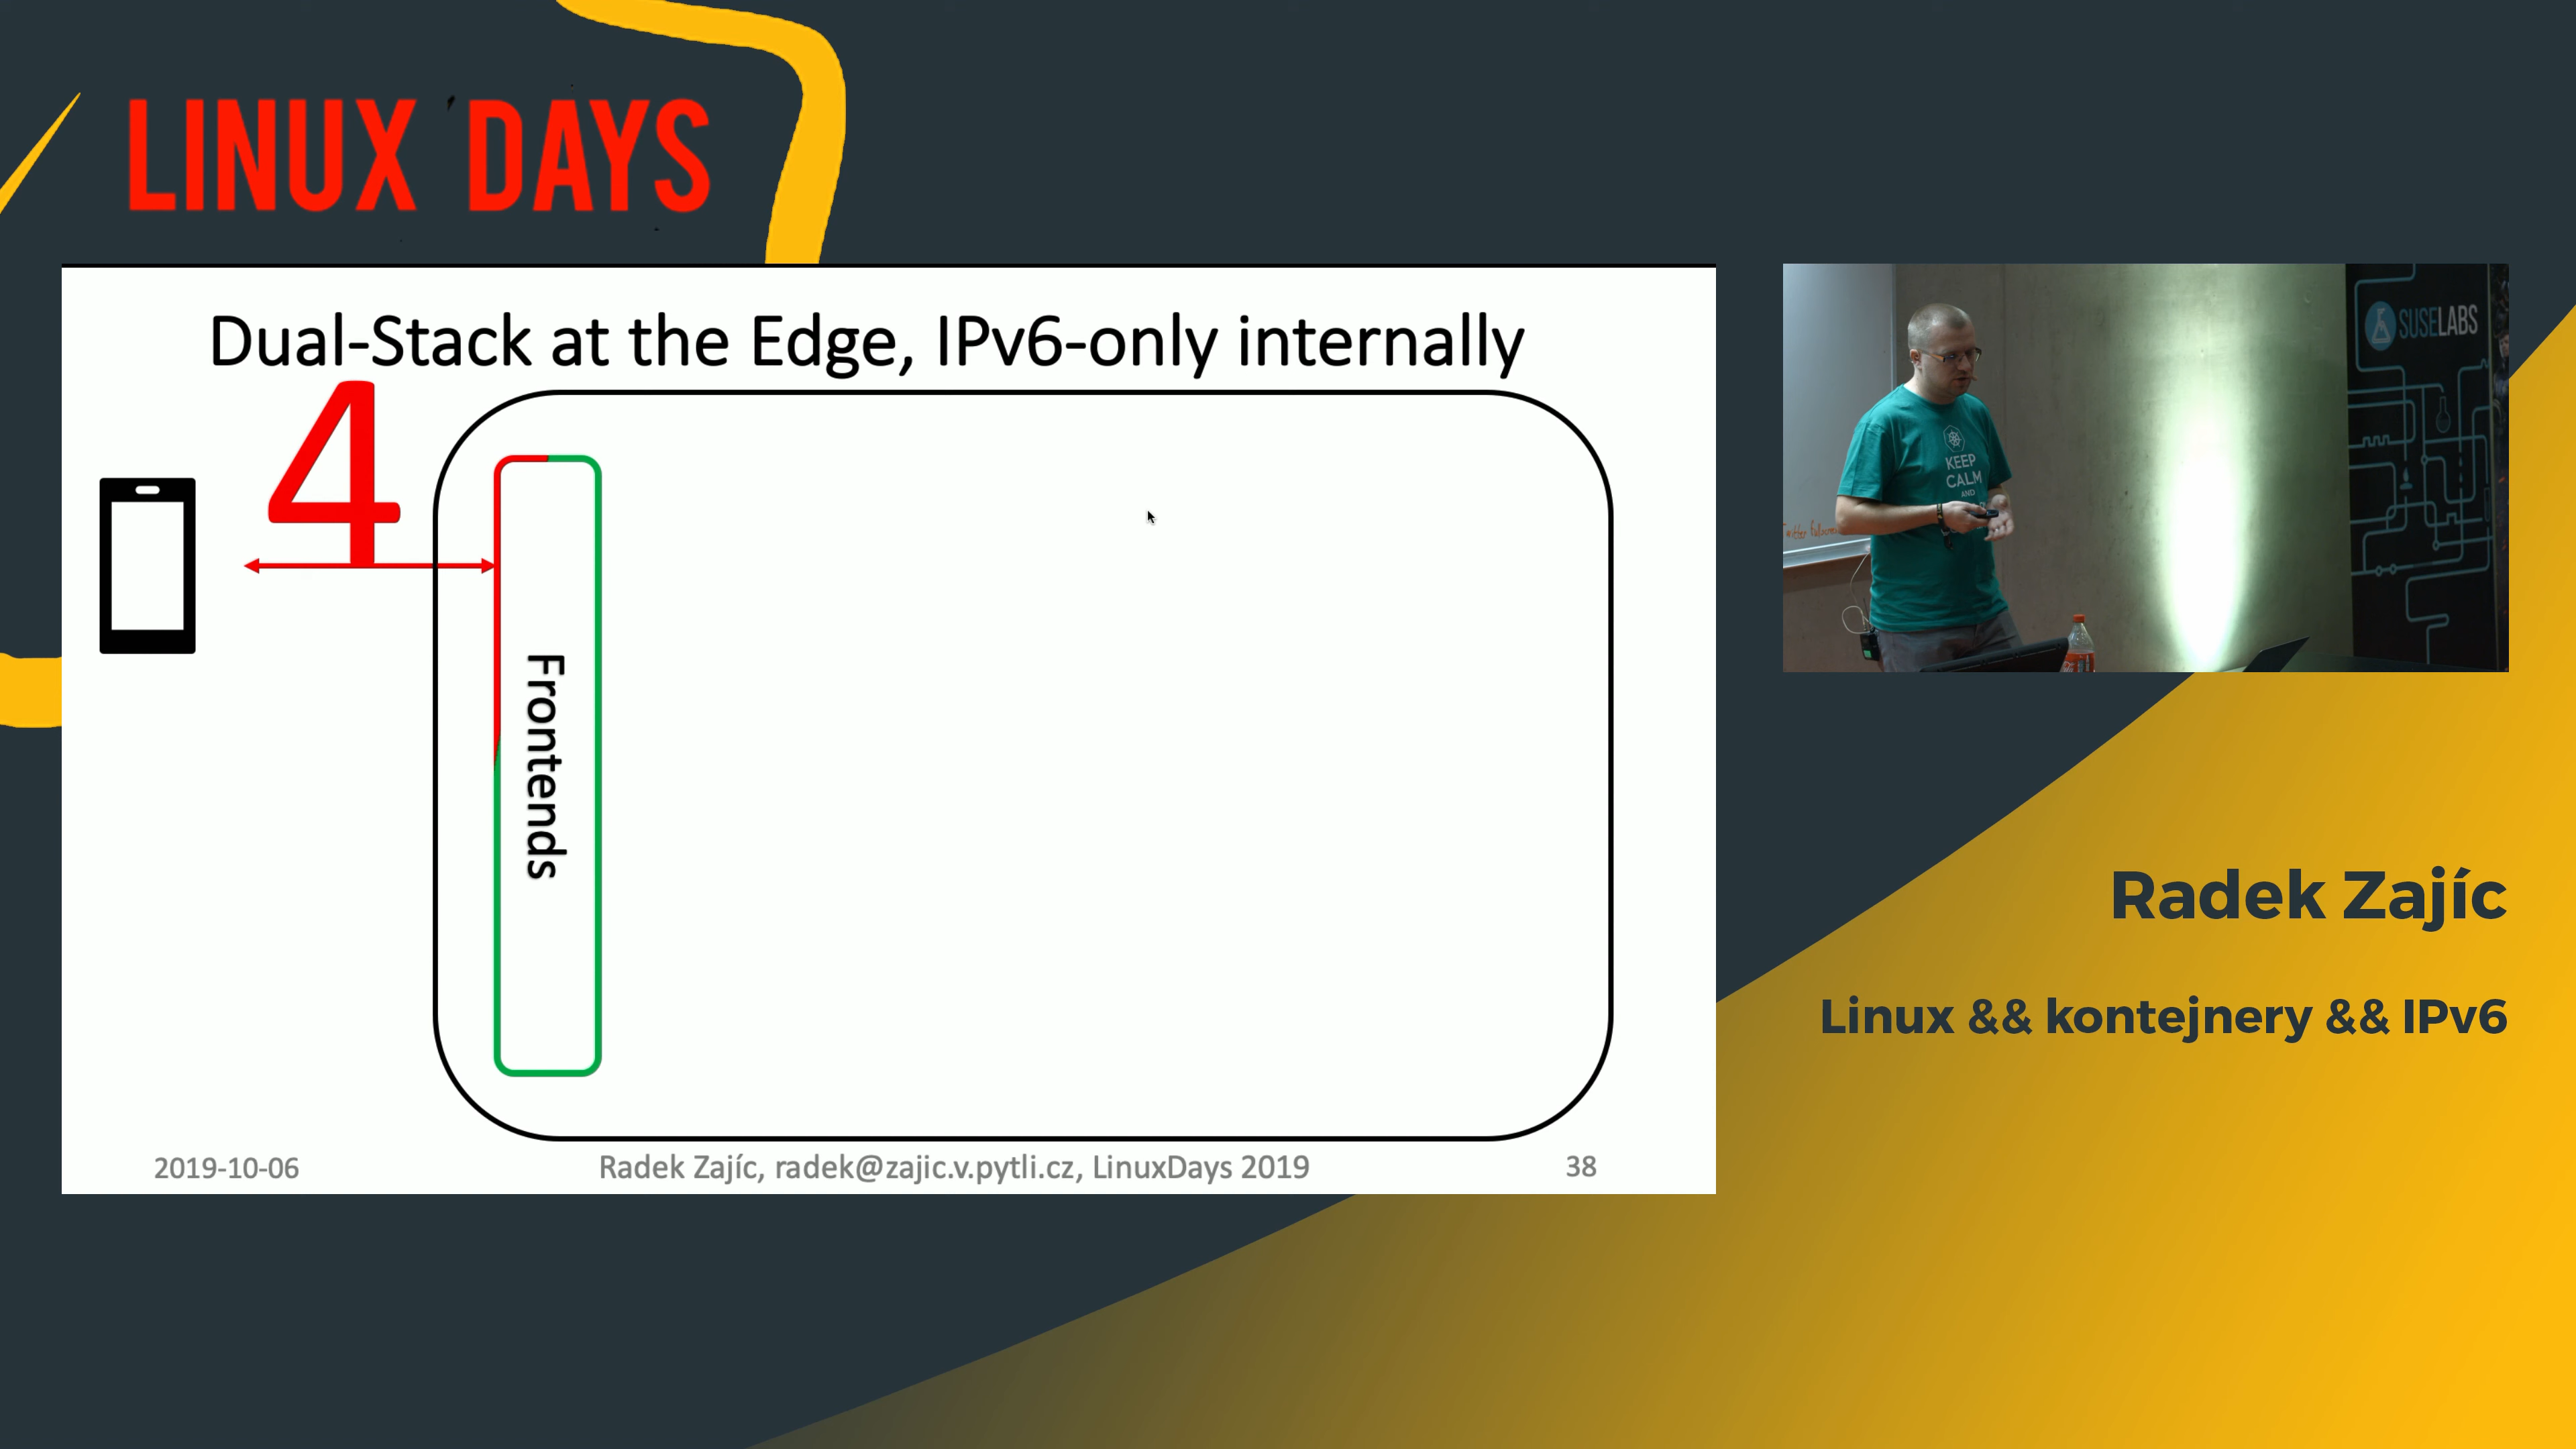 LINUX DAYS
Dual-Stack at the Edge, IPv6-only internally
4
Frontends
2019-10-06
Radek Zajíc, radek@zajic.v.pytli.cz, LinuxDays 2019
38
SUSELABS
KEEP
CALM
AND
Radek Zajíc
Linux && kontejnery && IPv6